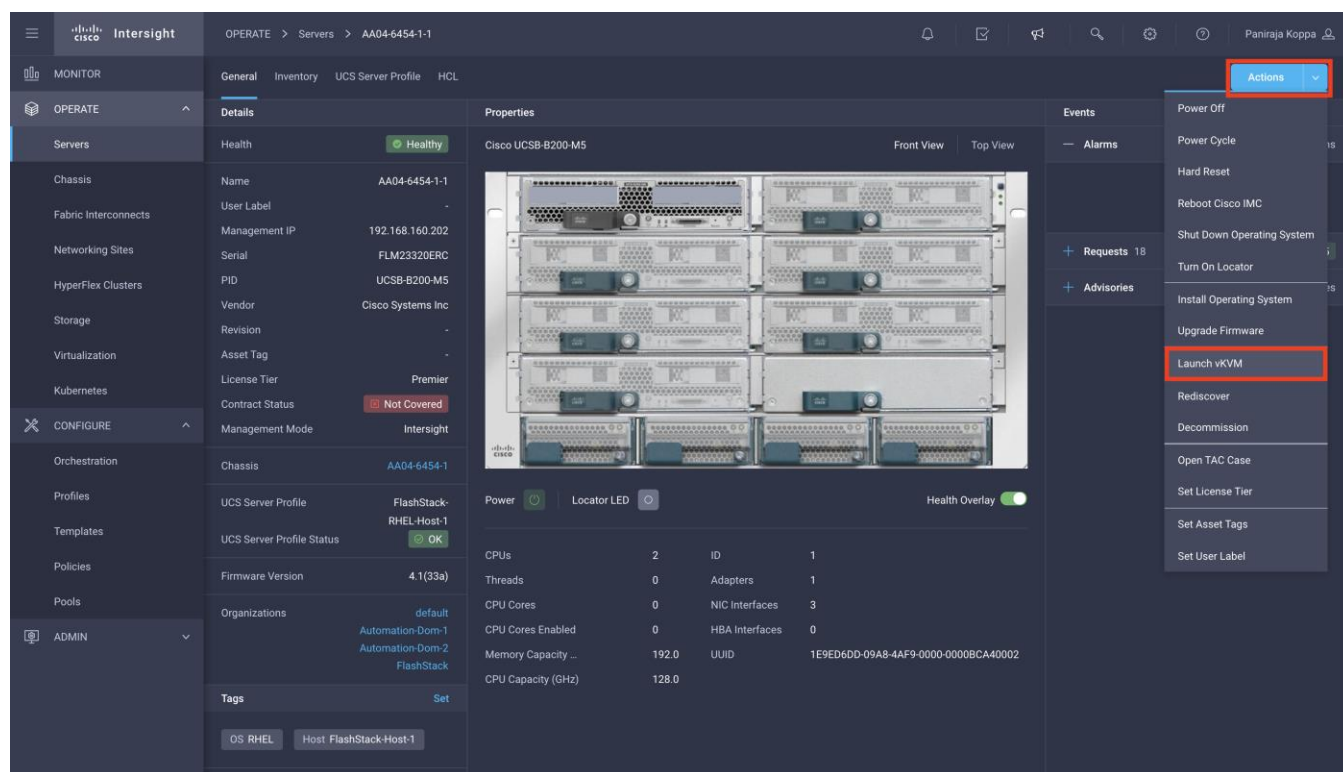 cisco Intersight
OPERATE > Servers > AA04-6454-1-1
Paniraja Koppa
MONITOR
OPERATE
Servers
Chassis
Fabric Interconnects
Networking Sites
HyperFlex Clusters
Storage
Virtualization
Kubernetes
CONFIGURE
Orchestration
Profiles
Templates
Policies
Pools
ADMIN
General Inventory UCS Server Profile HCL
Actions
Details
Health Healthy
Name AA04-6454-1-1
User Label -
Management IP 192.168.160.202
Serial FLM23320ERC
PID UCSB-B200-M5
Vendor Cisco Systems Inc
Revision -
Asset Tag -
License Tier Premier
Contract Status Not Covered
Management Mode Intersight
Chassis AA04-6454-1
UCS Server Profile FlashStack-
RHEL-Host-1
UCS Server Profile Status OK
Firmware Version 4.1(33a)
Organizations default
Automation-Dom-1
Automation-Dom-2
FlashStack
Tags Set
OS RHEL Host FlashStack-Host-1
Properties
Cisco UCSB-B200-M5 Front View Top View
cisco
Power Locator LED Health Overlay
CPUs 2 ID 1
Threads 0 Adapters 1
CPU Cores 0 NIC Interfaces 3
CPU Cores Enabled 0 HBA Interfaces 0
Memory Capacity ... 192.0 UUID 1E9ED6DD-09A8-4AF9-0000-0000BCA40002
CPU Capacity (GHz) 128.0
Events
Alarms
Requests 18
Advisories
Power Off
Power Cycle
Hard Reset
Reboot Cisco IMC
Shut Down Operating System
Turn On Locator
Install Operating System
Upgrade Firmware
Launch vKVM
Rediscover
Decommission
Open TAC Case
Set License Tier
Set Asset Tags
Set User Label